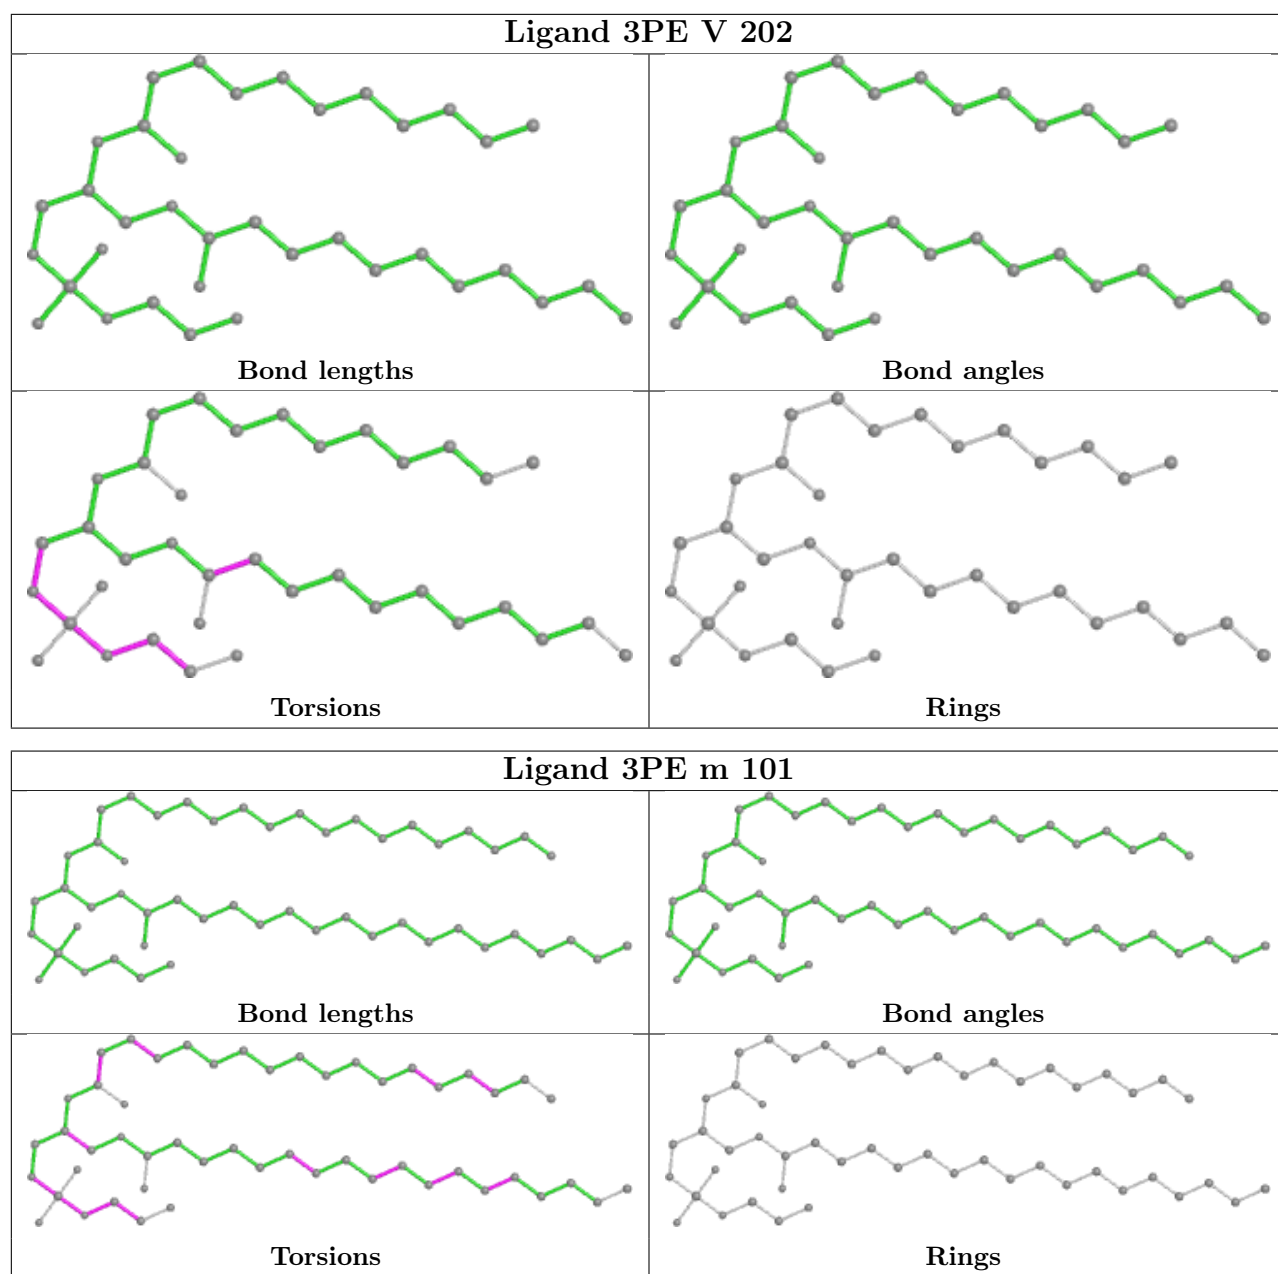 Ligand 3PE V 202
Bond lengths
Bond angles
Torsions
Rings
Ligand 3PE m 101
Bond lengths
Bond angles
Torsions
Rings